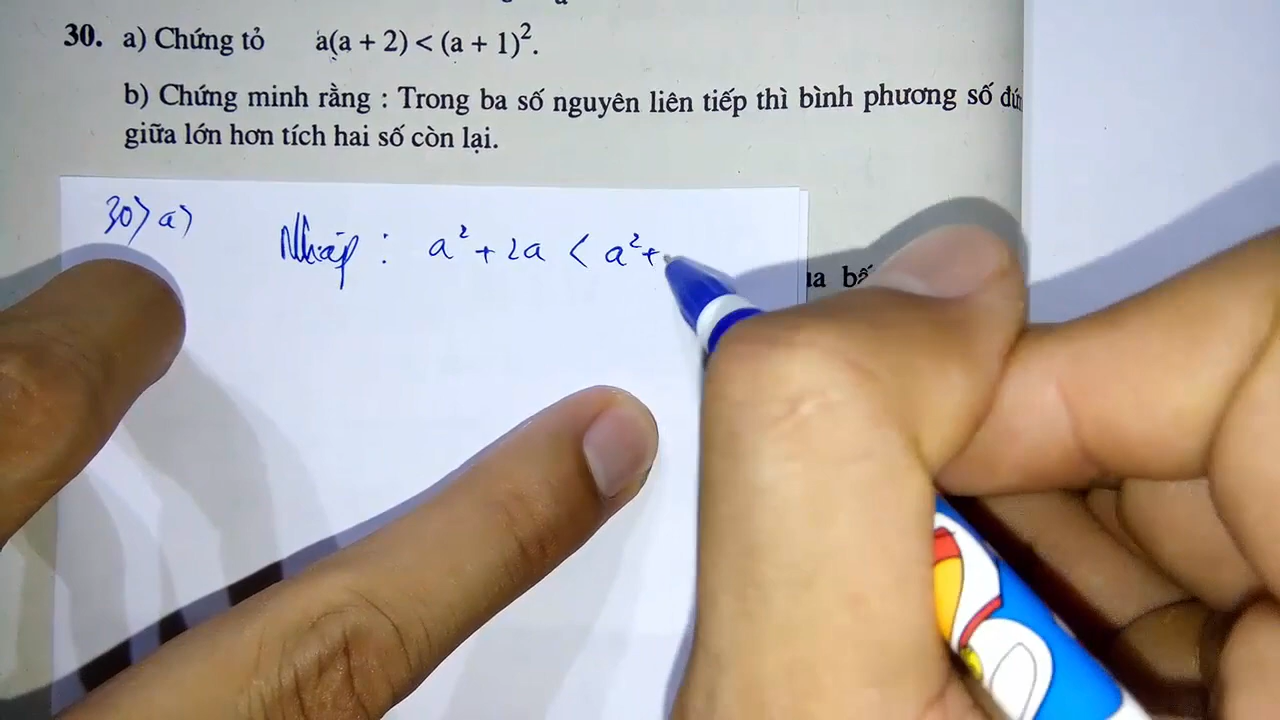 30. a) Chứng tỏ a(a + 2) < (a + 1)².
b) Chứng minh rằng : Trong ba số nguyên liên tiếp thì bình phương số
giữa lớn hơn tích hai số còn lại.
30) a) Nháp : a² + 2a < a² +